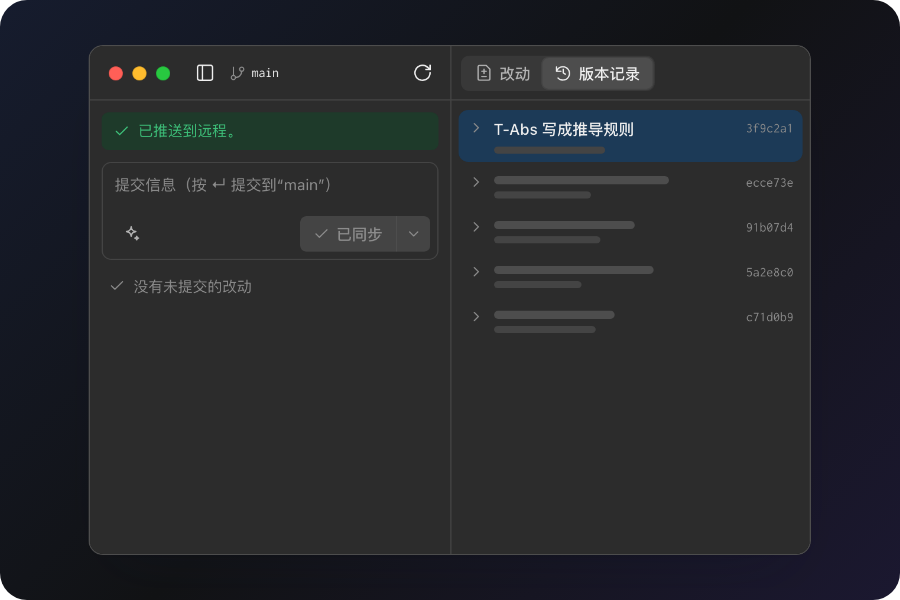 main
改动
版本记录
已推送到远程。
提交信息（按 ↵ 提交到“main”）
已同步
没有未提交的改动
T-Abs 写成推导规则
3f9c2a1
ecce73e
91b07d4
5a2e8c0
c71d0b9